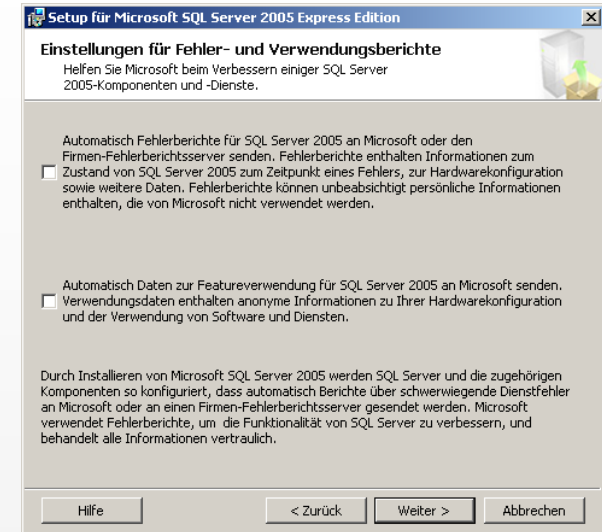 Setup für Microsoft SQL Server 2005 Express Edition
Einstellungen für Fehler- und Verwendungsberichte
Helfen Sie Microsoft beim Verbessern einiger SQL Server
2005-Komponenten und -Dienste.
Automatisch Fehlerberichte für SQL Server 2005 an Microsoft oder den
Firmen-Fehlerberichtsserver senden. Fehlerberichte enthalten Informationen zum
Zustand von SQL Server 2005 zum Zeitpunkt eines Fehlers, zur Hardwarekonfiguration
sowie weitere Daten. Fehlerberichte können unbeabsichtigt persönliche Informationen
enthalten, die von Microsoft nicht verwendet werden.
Automatisch Daten zur Featureverwendung für SQL Server 2005 an Microsoft senden.
Verwendungsdaten enthalten anonyme Informationen zu Ihrer Hardwarekonfiguration
und der Verwendung von Software und Diensten.
Durch Installieren von Microsoft SQL Server 2005 werden SQL Server und die zugehörigen
Komponenten so konfiguriert, dass automatisch Berichte über schwerwiegende Dienstfehler
an Microsoft oder an einen Firmen-Fehlerberichtsserver gesendet werden. Microsoft
verwendet Fehlerberichte, um die Funktionalität von SQL Server zu verbessern, und
behandelt alle Informationen vertraulich.
Hilfe < Zurück Weiter > Abbrechen